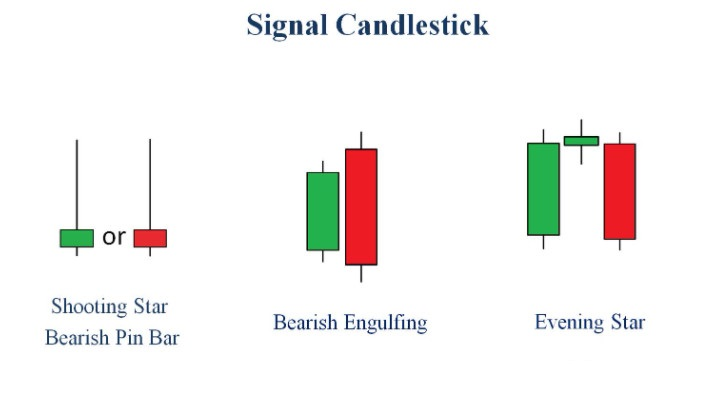 Signal Candlestick
or
Shooting Star
Bearish Pin Bar
Bearish Engulfing
Evening Star